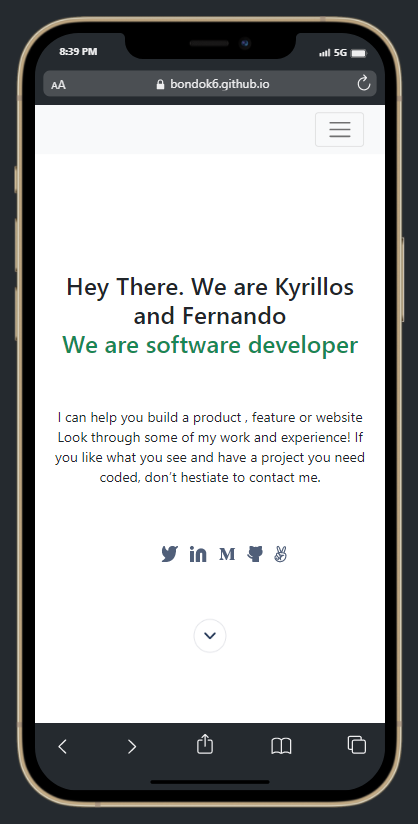 8:39 PM
5G
AA
bondok6.github.io
Hey There. We are Kyrillos
and Fernando
We are software developer
I can help you build a product , feature or website
Look through some of my work and experience! If
you like what you see and have a project you need
coded, don't hestiate to contact me.